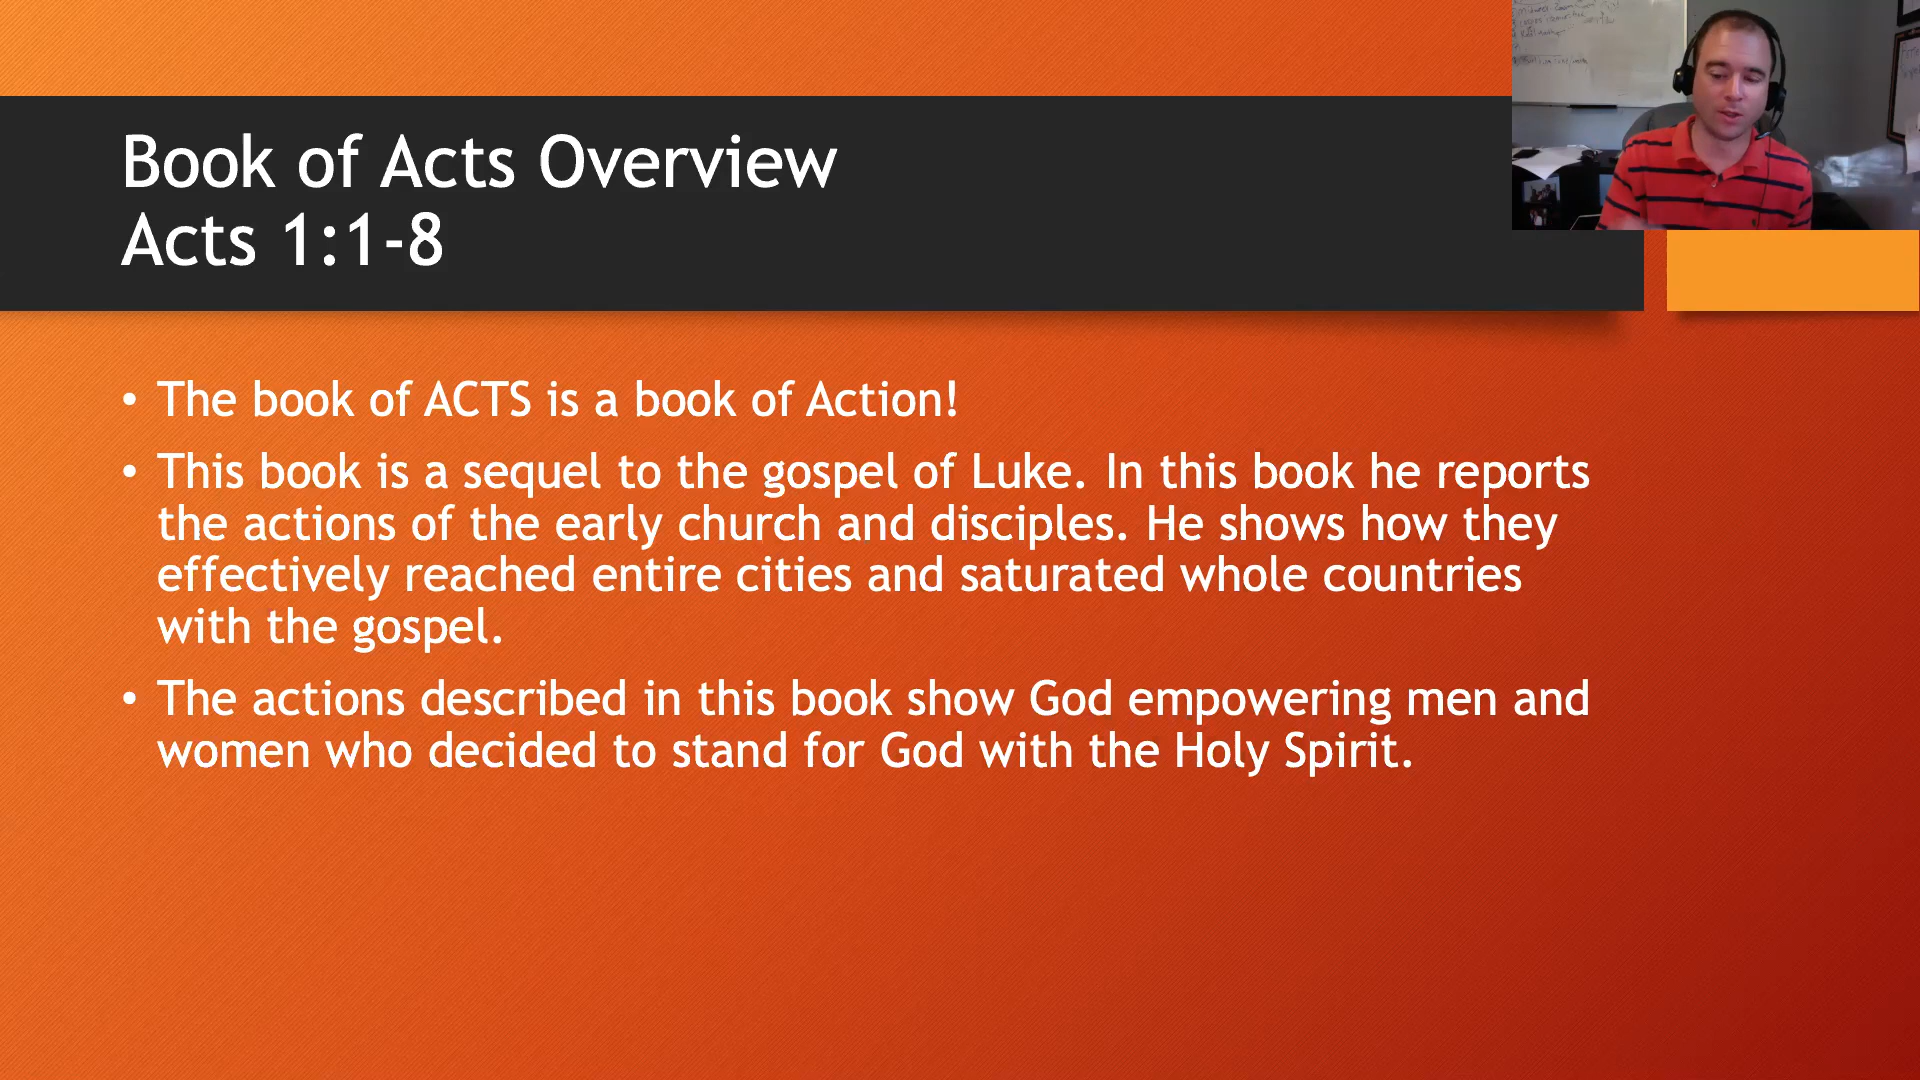 Book of Acts Overview
Acts 1:1-8
• The book of ACTS is a book of Action!
• This book is a sequel to the gospel of Luke. In this book he reports
the actions of the early church and disciples. He shows how they
effectively reached entire cities and saturated whole countries
with the gospel.
• The actions described in this book show God empowering men and
women who decided to stand for God with the Holy Spirit.